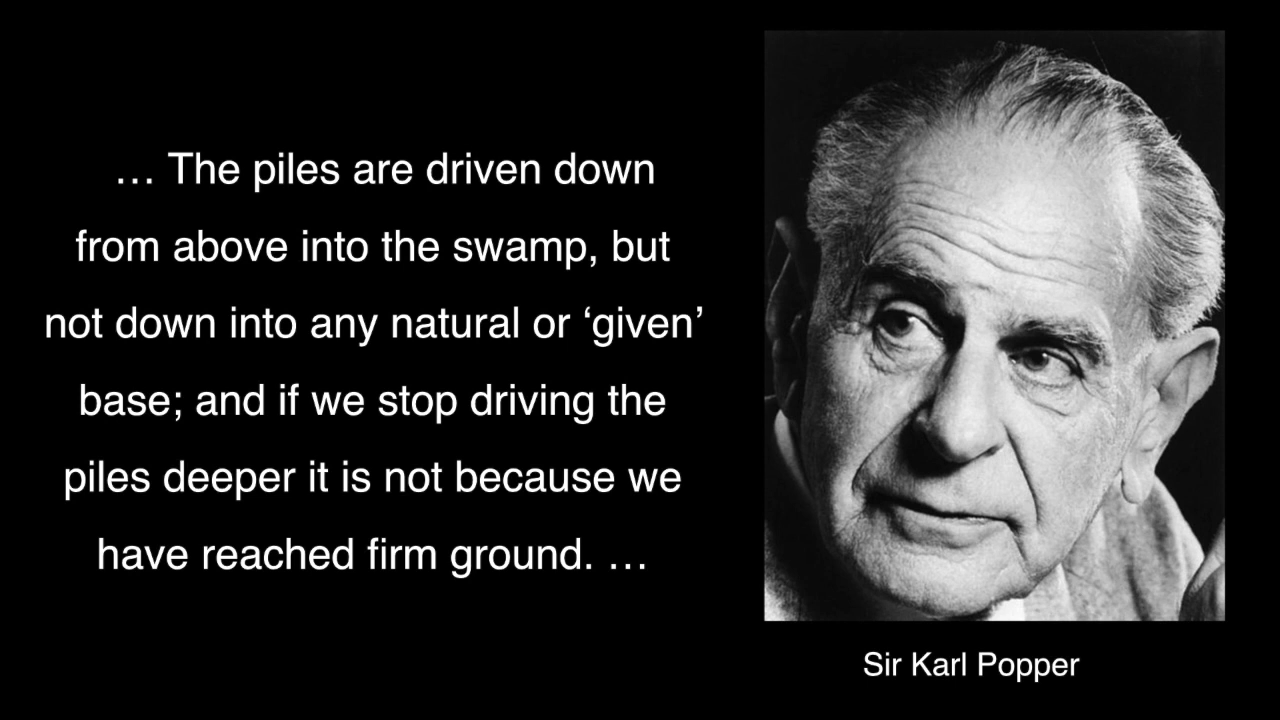 … The piles are driven down
from above into the swamp, but
not down into any natural or ‘given’
base; and if we stop driving the
piles deeper it is not because we
have reached firm ground. …
Sir Karl Popper